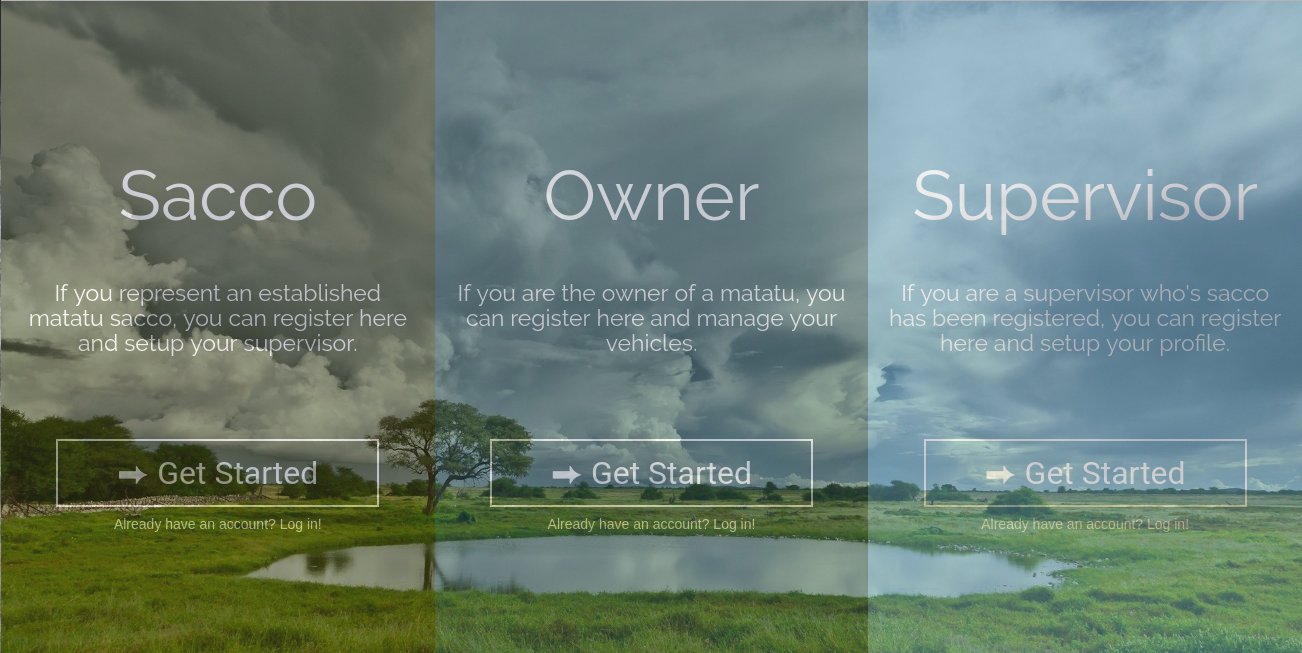 Sacco
If you represent an established
matatu sacco, you can register here
and setup your supervisor.
Get Started
Already have an account? Log in!
Owner
If you are the owner of a matatu, you
can register here and manage your
vehicles.
Get Started
Already have an account? Log in!
Supervisor
If you are a supervisor who's sacco
has been registered, you can register
here and setup your profile.
Get Started
Already have an account? Log in!